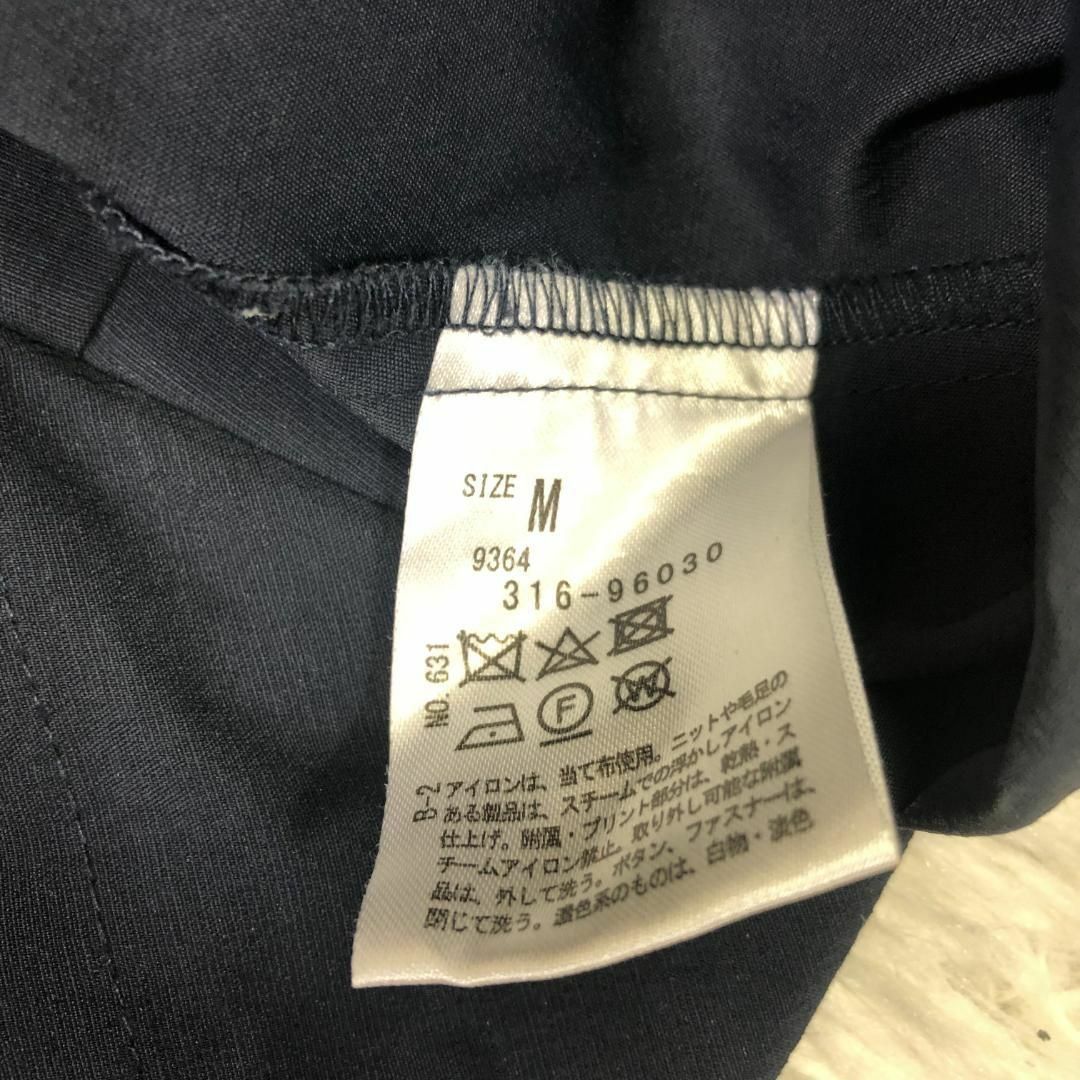 SIZE M
9364
316-96030
NO. 631
F
W
B-2 アイロンは、当て布使用。ニットや毛足の
ある製品は、スチームでの浮かしアイロン
仕上げ。附属・プリント部分は、乾熱・ス
チームアイロン禁止。取り外し可能な附属
品は、外して洗う。ボタン、ファスナーは、
閉じて洗う。濃色系のものは、白物・淡色